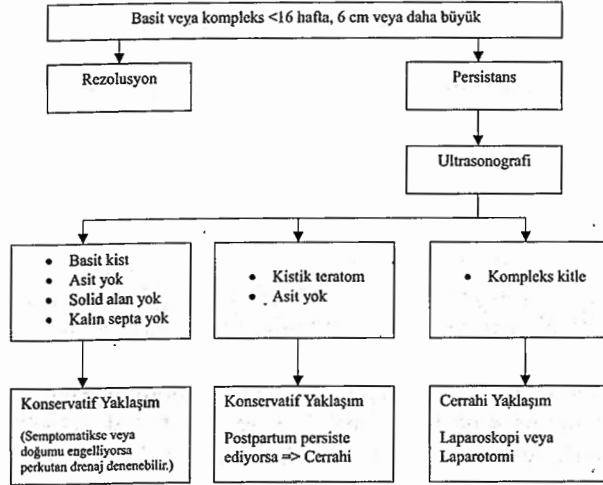 Basit veya kompleks <16 hafta, 6 cm veya daha büyük
Rezolusyon
Persistans
Ultrasonografi
• Basit kist
• Asit yok
• Solid alan yok
• Kalın septa yok
• Kistik teratom
• Asit yok
• Kompleks kitle
Konservatif Yaklaşım
(Semptomatikse veya
doğumu engelliyorsa
perkutan drenaj denenebilir.)
Konservatif Yaklaşım
Postpartum persiste
ediyorsa => Cerrahi
Cerrahi Yaklaşım
Laparoskopi veya
Laparotomi